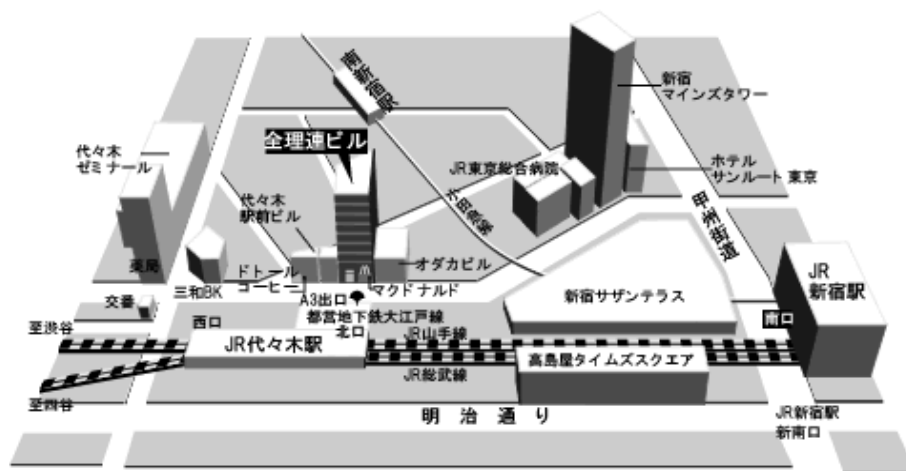 南新宿駅
新宿
マインズタワー
全理連ビル
代々木
ゼミナール
JR東京総合病院
ホテル
サンルート東京
小田急線
代々木
駅前ビル
甲州街道
薬局
三和BK
ドトール
コーヒー
オダカビル
マクドナルド
JR
新宿駅
交番
A3出口
都営地下鉄大江戸線
新宿サザンテラス
至渋谷
西口
北口
南口
JR山手線
JR代々木駅
高島屋タイムズスクエア
JR総武線
至四谷
明治通り
JR新宿駅
新南口